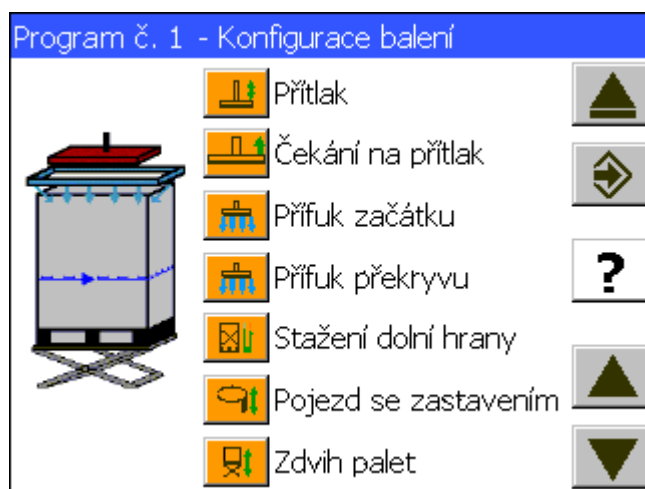 Program č. 1 - Konfigurace balení
Přítlak
Čekání na přítlak
Přífuk začátku
Přífuk překryvu
?
Stažení dolní hrany
Pojezd se zastavením
Zdvih palet